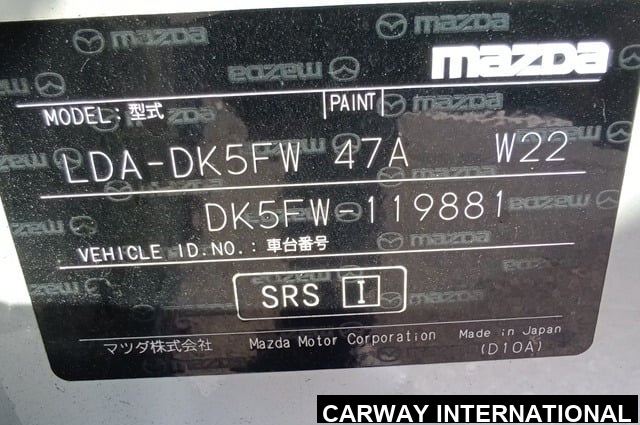 mazda
MODEL: 型式 PAINT
LDA-DK5FW 47A W22
DK5FW-119881
VEHICLE ID.NO.: 車台番号
SRS I
マツダ株式会社 Mazda Motor Corporation Made in Japan
(D10A)
CARWAY INTERNATIONAL